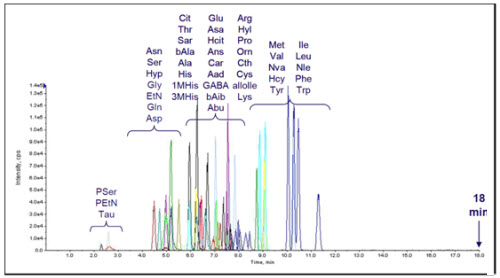 Cit Glu Arg
Thr Asa Hyl
Sar Hcit Pro
bAla Ans Orn
Ala Car Cth
His Aad Cys
1MHis GABA alloIle
3MHis bAib Lys
Abu
Asn
Ser
Hyp
Gly
EtN
Gln
Asp
Met Ile
Val Leu
Nva Nle
Hcy Phe
Tyr Trp
PSer
PEtN
Tau
18
min
Intensity, cps
1.4e5
1.3e5
1.2e5
1.1e5
1.0e5
9.0e4
8.0e4
7.0e4
6.0e4
5.0e4
4.0e4
3.0e4
2.0e4
1.0e4
0.0
1.0 2.0 3.0 4.0 5.0 6.0 7.0 8.0 9.0 10.0 11.0 12.0 13.0 14.0 15.0 16.0 17.0 18.0
Time, min